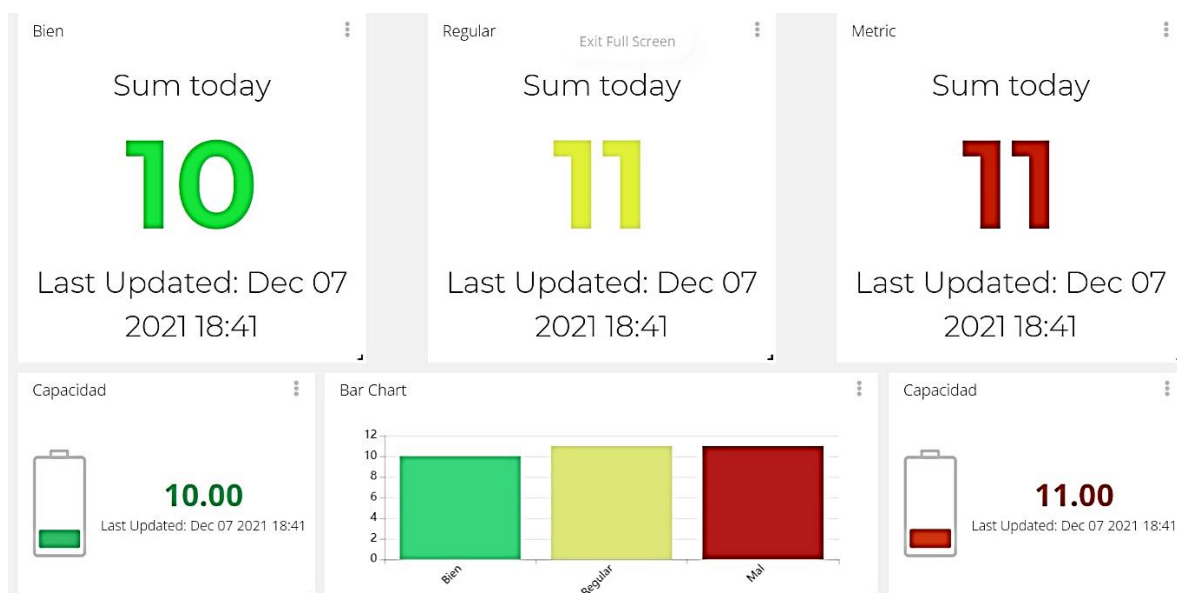 Bien
Sum today
10
Last Updated: Dec 07
2021 18:41
Regular
Exit Full Screen
Sum today
11
Last Updated: Dec 07
2021 18:41
Metric
Sum today
11
Last Updated: Dec 07
2021 18:41
Capacidad
10.00
Last Updated: Dec 07 2021 18:41
Bar Chart
12
10
8
6
4
2
0
Bien
Regular
Mal
Capacidad
11.00
Last Updated: Dec 07 2021 18:41